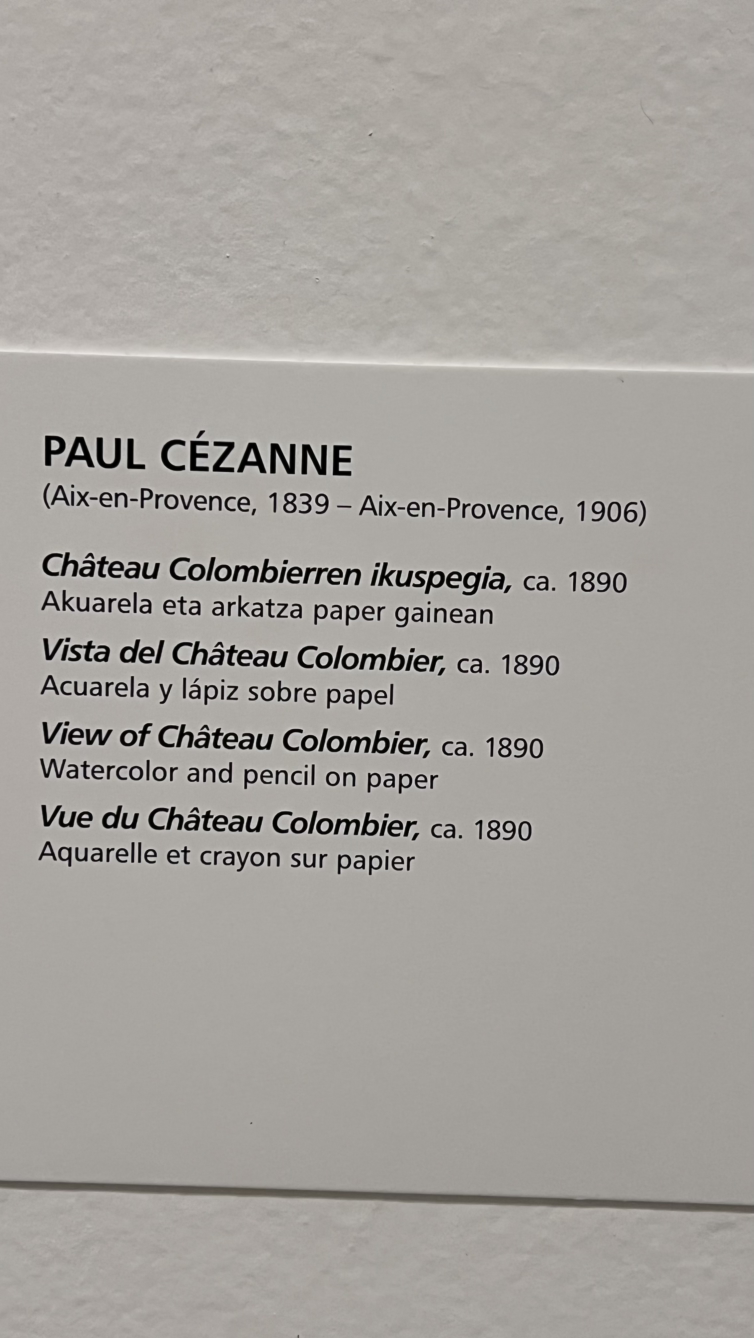 PAUL CÉZANNE
(Aix-en-Provence, 1839 – Aix-en-Provence, 1906)
Château Colombierren ikuspegia, ca. 1890
Akuarela eta arkatza paper gainean
Vista del Château Colombier, ca. 1890
Acuarela y lápiz sobre papel
View of Château Colombier, ca. 1890
Watercolor and pencil on paper
Vue du Château Colombier, ca. 1890
Aquarelle et crayon sur papier